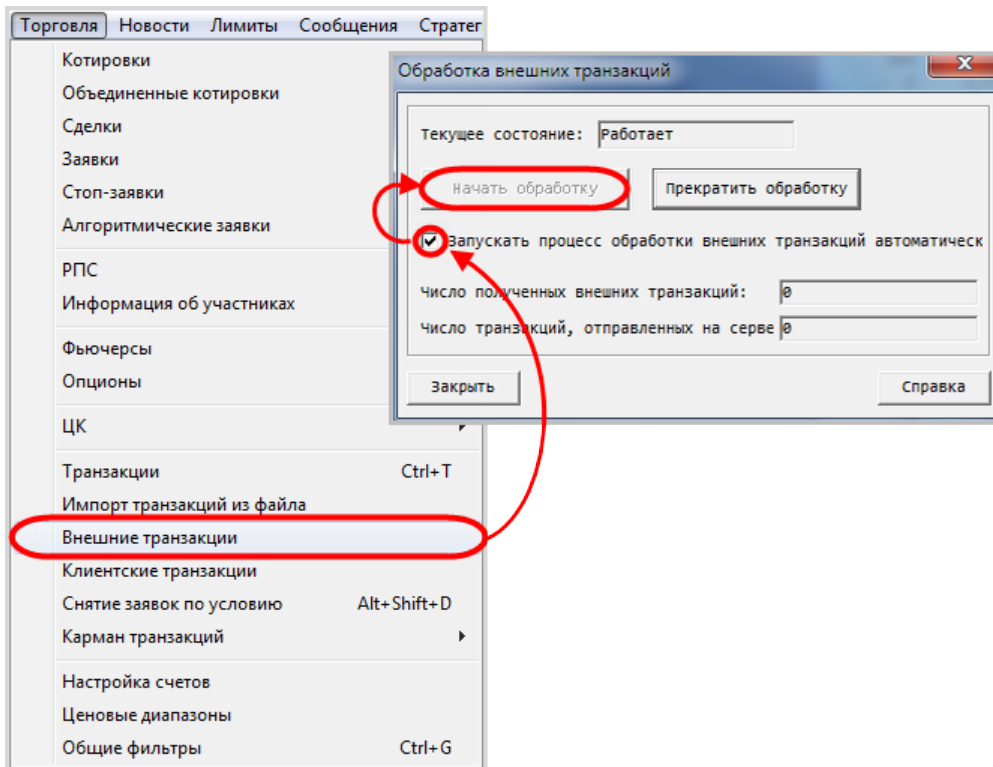 Торговля Новости Лимиты Сообщения Стратег
Котировки
Объединенные котировки
Сделки
Заявки
Стоп-заявки
Алгоритмические заявки
РПС
Информация об участниках
Фьючерсы
Опционы
ЦК
Транзакции Ctrl+T
Импорт транзакций из файла
Внешние транзакции
Клиентские транзакции
Снятие заявок по условию Alt+Shift+D
Карман транзакций
Настройка счетов
Ценовые диапазоны
Общие фильтры Ctrl+G
Обработка внешних транзакций
Текущее состояние: Работает
Начать обработку Прекратить обработку
Запускать процесс обработки внешних транзакций автоматическ
Число полученных внешних транзакций: 0
Число транзакций, отправленных на серве 0
Закрыть Справка